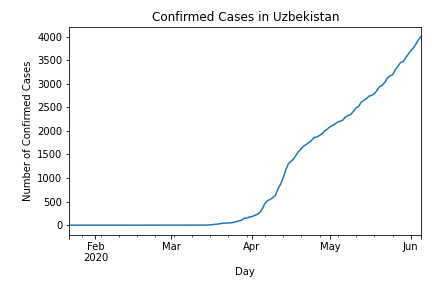 Confirmed Cases in Uzbekistan
Number of Confirmed Cases
4000
3500
3000
2500
2000
1500
1000
500
0
Feb Mar Apr May Jun
2020
Day